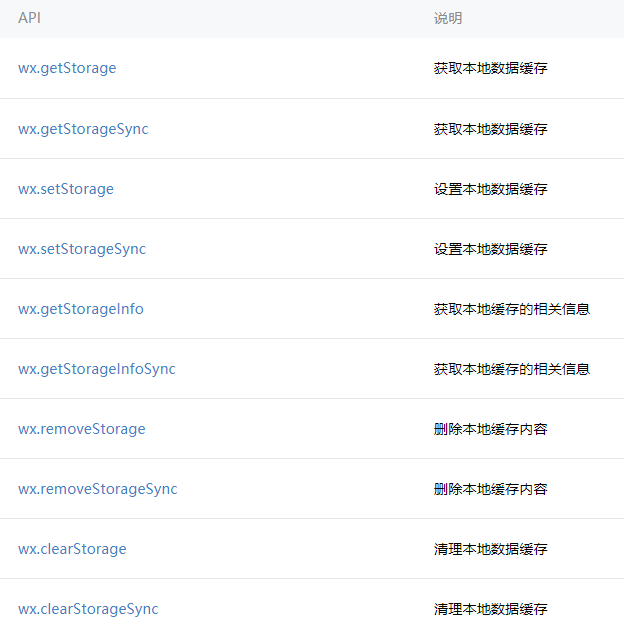 API 说明
wx.getStorage 获取本地数据缓存
wx.getStorageSync 获取本地数据缓存
wx.setStorage 设置本地数据缓存
wx.setStorageSync 设置本地数据缓存
wx.getStorageInfo 获取本地缓存的相关信息
wx.getStorageInfoSync 获取本地缓存的相关信息
wx.removeStorage 删除本地缓存内容
wx.removeStorageSync 删除本地缓存内容
wx.clearStorage 清理本地数据缓存
wx.clearStorageSync 清理本地数据缓存